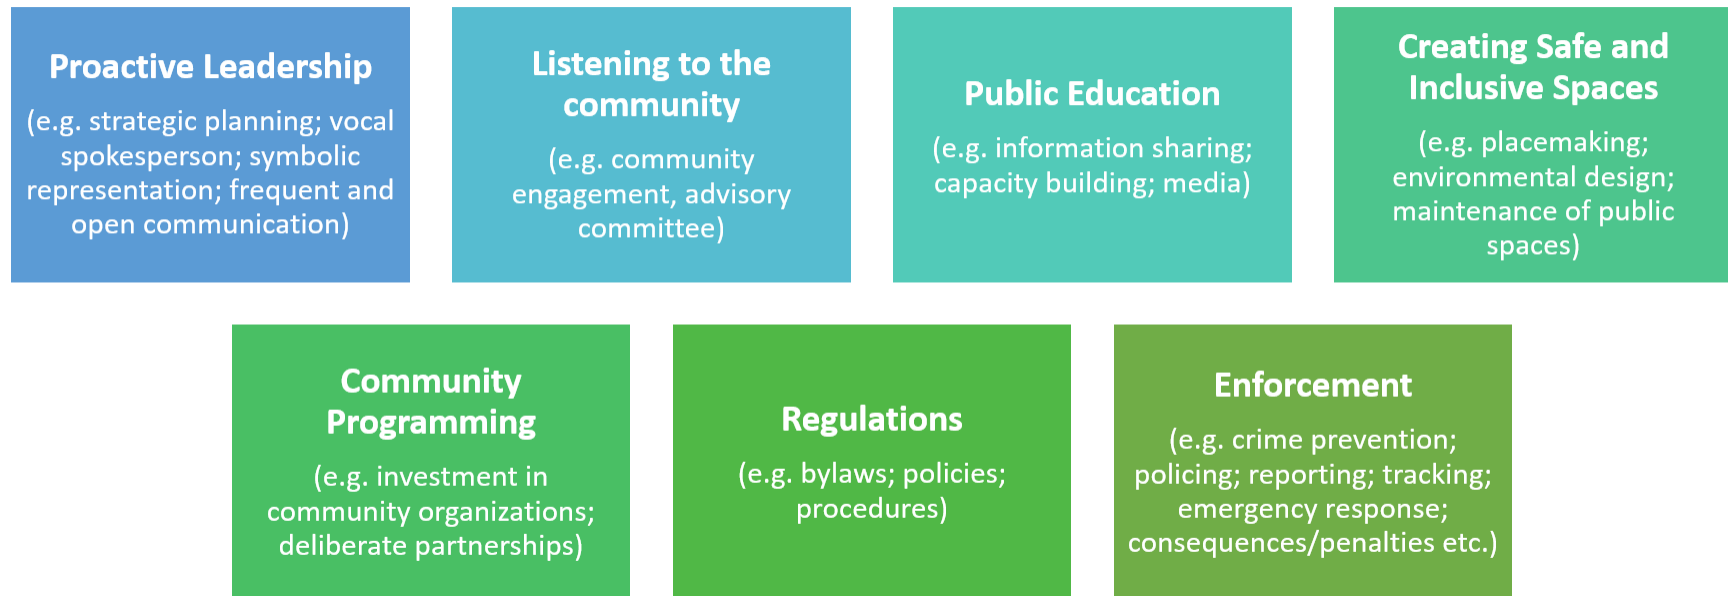 Proactive Leadership
(e.g. strategic planning; vocal
spokesperson; symbolic
representation; frequent and
open communication)
Listening to the
community
(e.g. community
engagement, advisory
committee)
Public Education
(e.g. information sharing;
capacity building; media)
Creating Safe and
Inclusive Spaces
(e.g. placemaking;
environmental design;
maintenance of public
spaces)
Community
Programming
(e.g. investment in
community organizations;
deliberate partnerships)
Regulations
(e.g. bylaws; policies;
procedures)
Enforcement
(e.g. crime prevention;
policing; reporting; tracking;
emergency response;
consequences/penalties etc.)